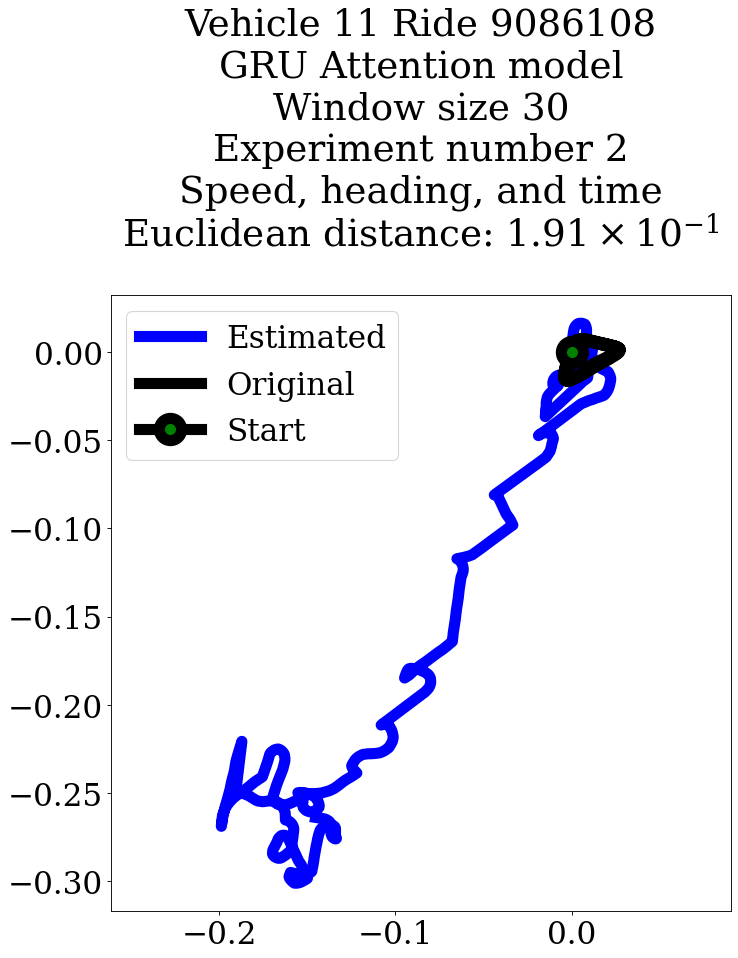 Vehicle 11 Ride 9086108
GRU Attention model
Window size 30
Experiment number 2
Speed, heading, and time
Euclidean distance: 1.91 × 10⁻¹
Estimated
Original
Start
0.00
−0.05
−0.10
−0.15
−0.20
−0.25
−0.30
−0.2
−0.1
0.0